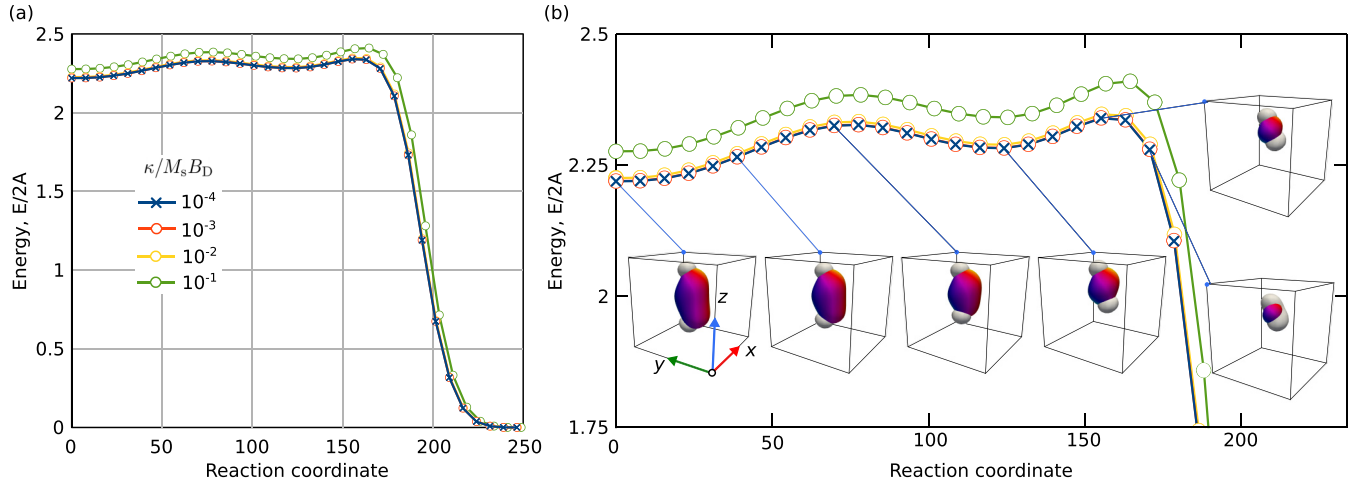 (a)
2.5
2
1.5
1
0.5
0
Energy, E/2A
κ/MₛB_D
10⁻⁴
10⁻³
10⁻²
10⁻¹
0
50
100
150
200
250
Reaction coordinate
(b)
2.5
2.25
2
1.75
Energy, E/2A
z
x
y
0
50
100
150
200
Reaction coordinate